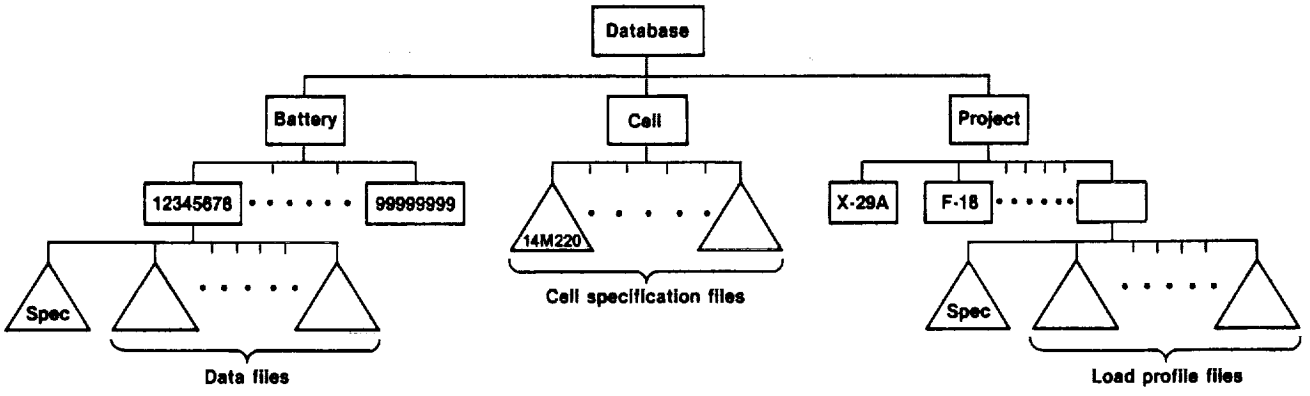 Database
Battery
Cell
Project
12345678
99999999
X-29A
F-18
Spec
14M220
Spec
Cell specification files
Data files
Load profile files